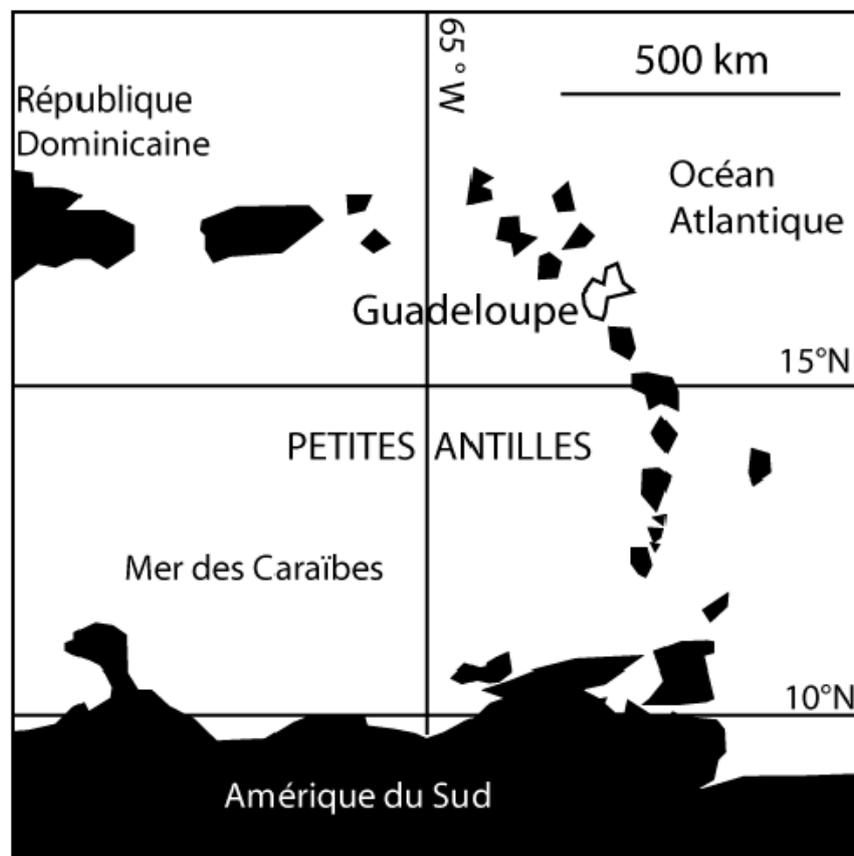 65 ° W
500 km
République
Dominicaine
Océan
Atlantique
Guadeloupe
15°N
PETITES ANTILLES
Mer des Caraïbes
10°N
Amérique du Sud